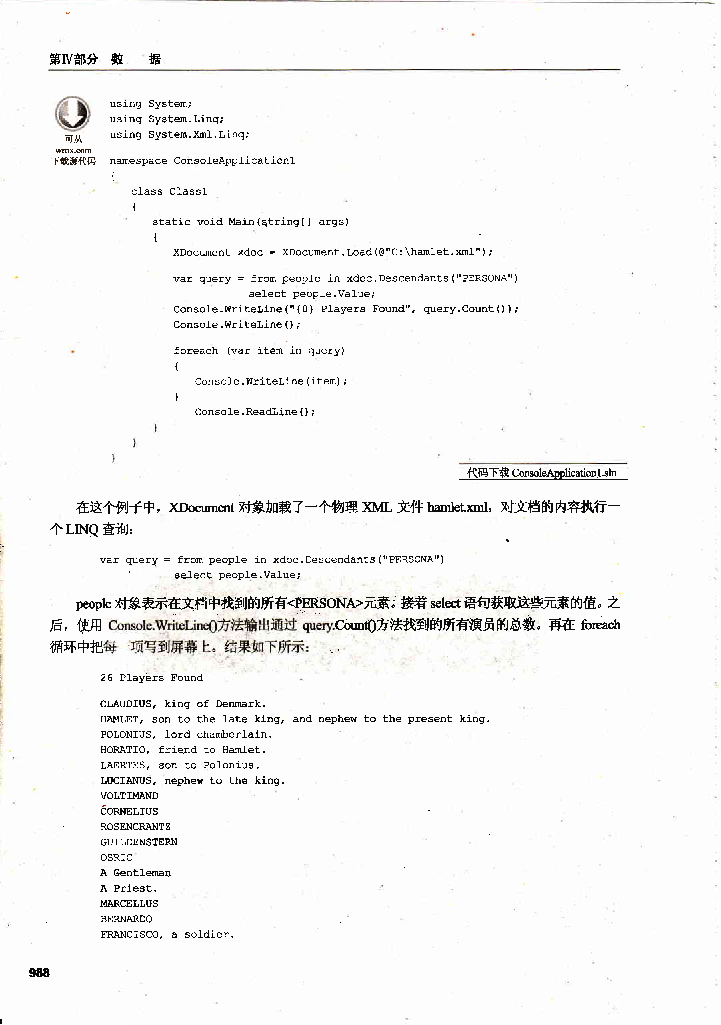 第Ⅳ部分 数 据
可从
wrox.com
下载源代码
using System;
using System.Linq;
using System.Xml.Linq;
namespace ConsoleApplication1
{
class Class1
{
static void Main(string[] args)
{
XDocument xdoc = XDocument.Load(@"C:\hamlet.xml");
var query = from people in xdoc.Descendants("PERSONA")
select people.Value;
Console.WriteLine("{0} Players Found", query.Count());
Console.WriteLine();
foreach (var item in query)
{
Console.WriteLine(item);
}
Console.ReadLine();
}
}
}
代码下载 ConsoleApplication1.sln
在这个例子中，XDocument 对象加载了一个物理 XML 文件 hamlet.xml，对文档的内容执行一
个 LINQ 查询：
var query = from people in xdoc.Descendants("PERSONA")
select people.Value;
people 对象表示在文档中找到的所有<PERSONA>元素。接着 select 语句获取这些元素的值。之
后，使用 Console.WriteLine()方法输出通过 query.Count()方法找到的所有演员的总数。再在 foreach
循环中把每一项写到屏幕上。结果如下所示：
26 Players Found
CLAUDIUS, king of Denmark.
HAMLET, son to the late king, and nephew to the present king.
POLONIUS, lord chamberlain.
HORATIO, friend to Hamlet.
LAERTES, son to Polonius.
LUCIANUS, nephew to the king.
VOLTIMAND
CORNELIUS
ROSENCRANTZ
GUILDENSTERN
OSRIC
A Gentleman
A Priest.
MARCELLUS
BERNARDO
FRANCISCO, a soldier.
988